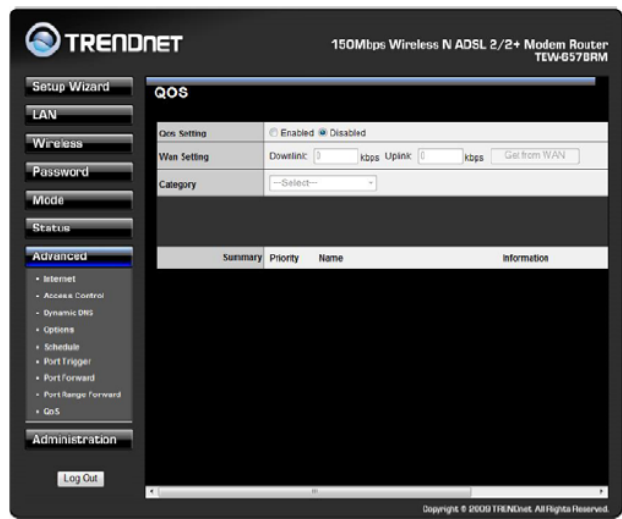 TRENDNET
150Mbps Wireless N ADSL 2/2+ Modem Router
TEW-657BRM
Setup Wizard
LAN
Wireless
Password
Mode
Status
Advanced
• Internet
• Access Control
• Dynamic DNS
• Options
• Schedule
• Port Trigger
• Port Forward
• Port Range Forward
• QoS
Administration
Log Out
QOS
Qos Setting Enabled Disabled
Wan Setting Downlink: 0 kbps Uplink: 0 kbps Get from WAN
Category ---Select---
Summary Priority Name Information
Copyright © 2009 TRENDnet. All Rights Reserved.